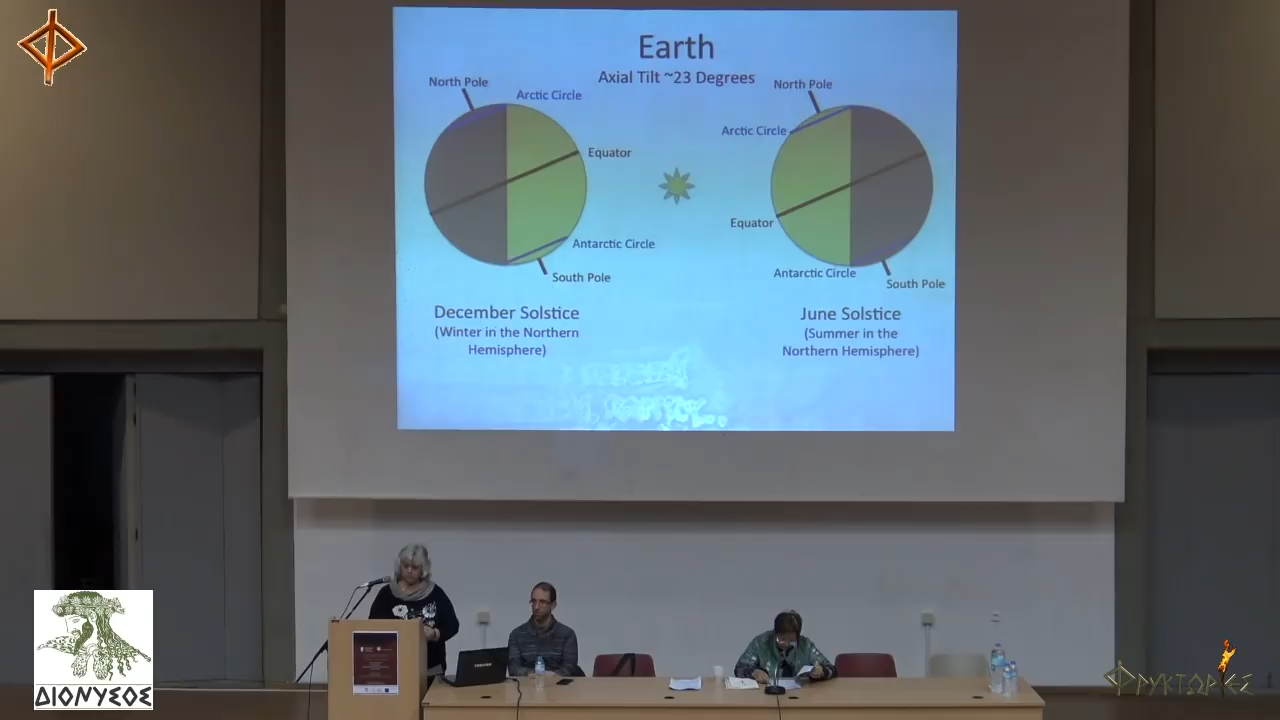 Earth
Axial Tilt ~23 Degrees
North Pole
Arctic Circle
Equator
Antarctic Circle
South Pole
December Solstice
(Winter in the Northern
Hemisphere)
North Pole
Arctic Circle
Equator
Antarctic Circle
South Pole
June Solstice
(Summer in the
Northern Hemisphere)
ΔΙΟΝΥΣΟΣ
ΦΡΥΚΤΩΡΙΕΣ